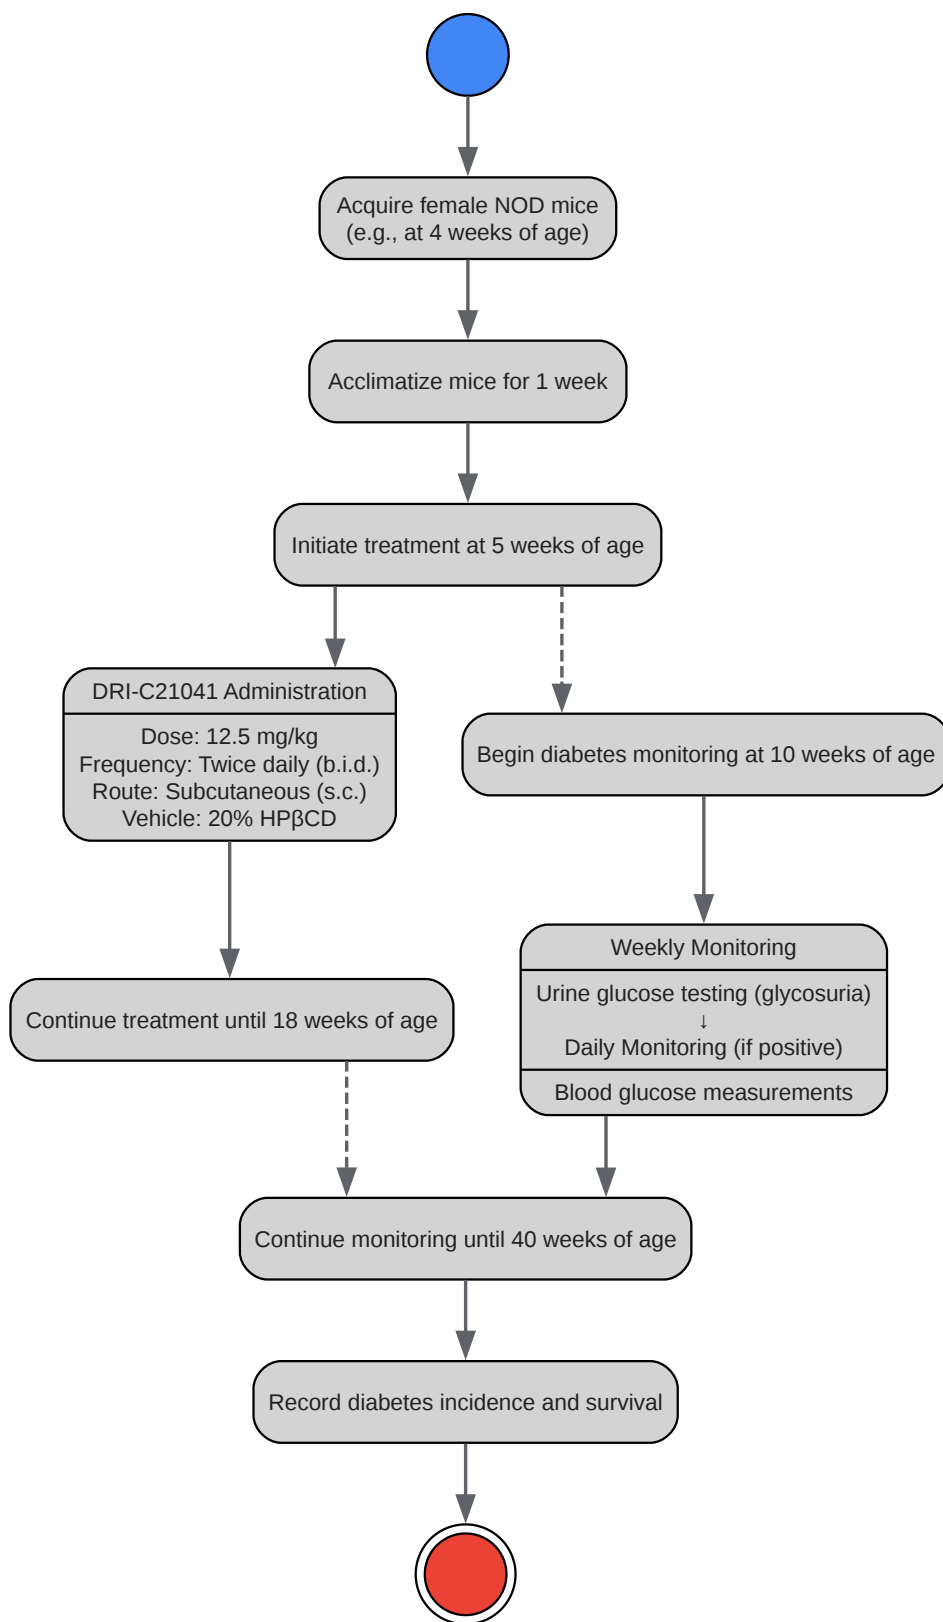 Acquire female NOD mice
(e.g., at 4 weeks of age)
Acclimatize mice for 1 week
Initiate treatment at 5 weeks of age
DRI-C21041 Administration
Dose: 12.5 mg/kg
Frequency: Twice daily (b.i.d.)
Route: Subcutaneous (s.c.)
Vehicle: 20% HPβCD
Begin diabetes monitoring at 10 weeks of age
Weekly Monitoring
Urine glucose testing (glycosuria)
↓
Daily Monitoring (if positive)
Blood glucose measurements
Continue treatment until 18 weeks of age
Continue monitoring until 40 weeks of age
Record diabetes incidence and survival